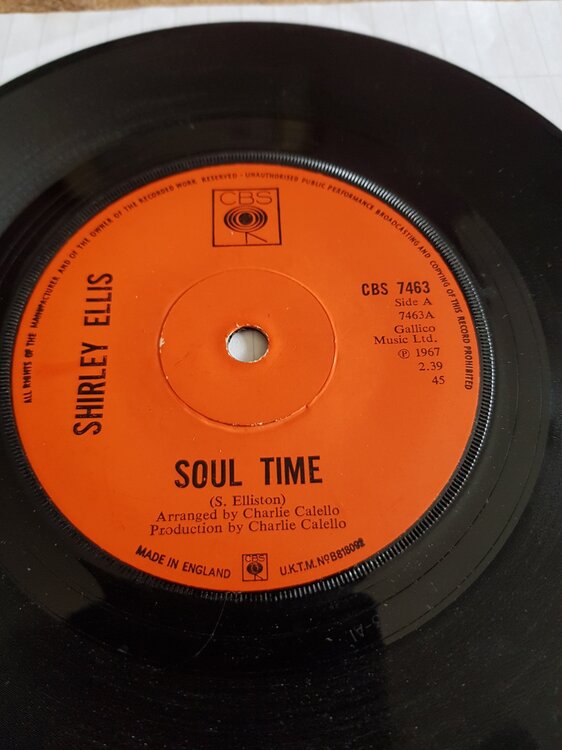 ALL RIGHTS OF THE MANUFACTURER AND OF THE OWNER OF THE RECORDED WORK RESERVED - UNAUTHORISED PUBLIC PERFORMANCE BROADCASTING AND COPYING OF THIS RECORD PROHIBITED
CBS
SHIRLEY ELLIS
CBS 7463
Side A
7463A
Gallico
Music Ltd.
℗ 1967
2.39
45
SOUL TIME
(S. Elliston)
Arranged by Charlie Calello
Production by Charlie Calello
MADE IN ENGLAND
CBS
U.K.T.M. No B818092